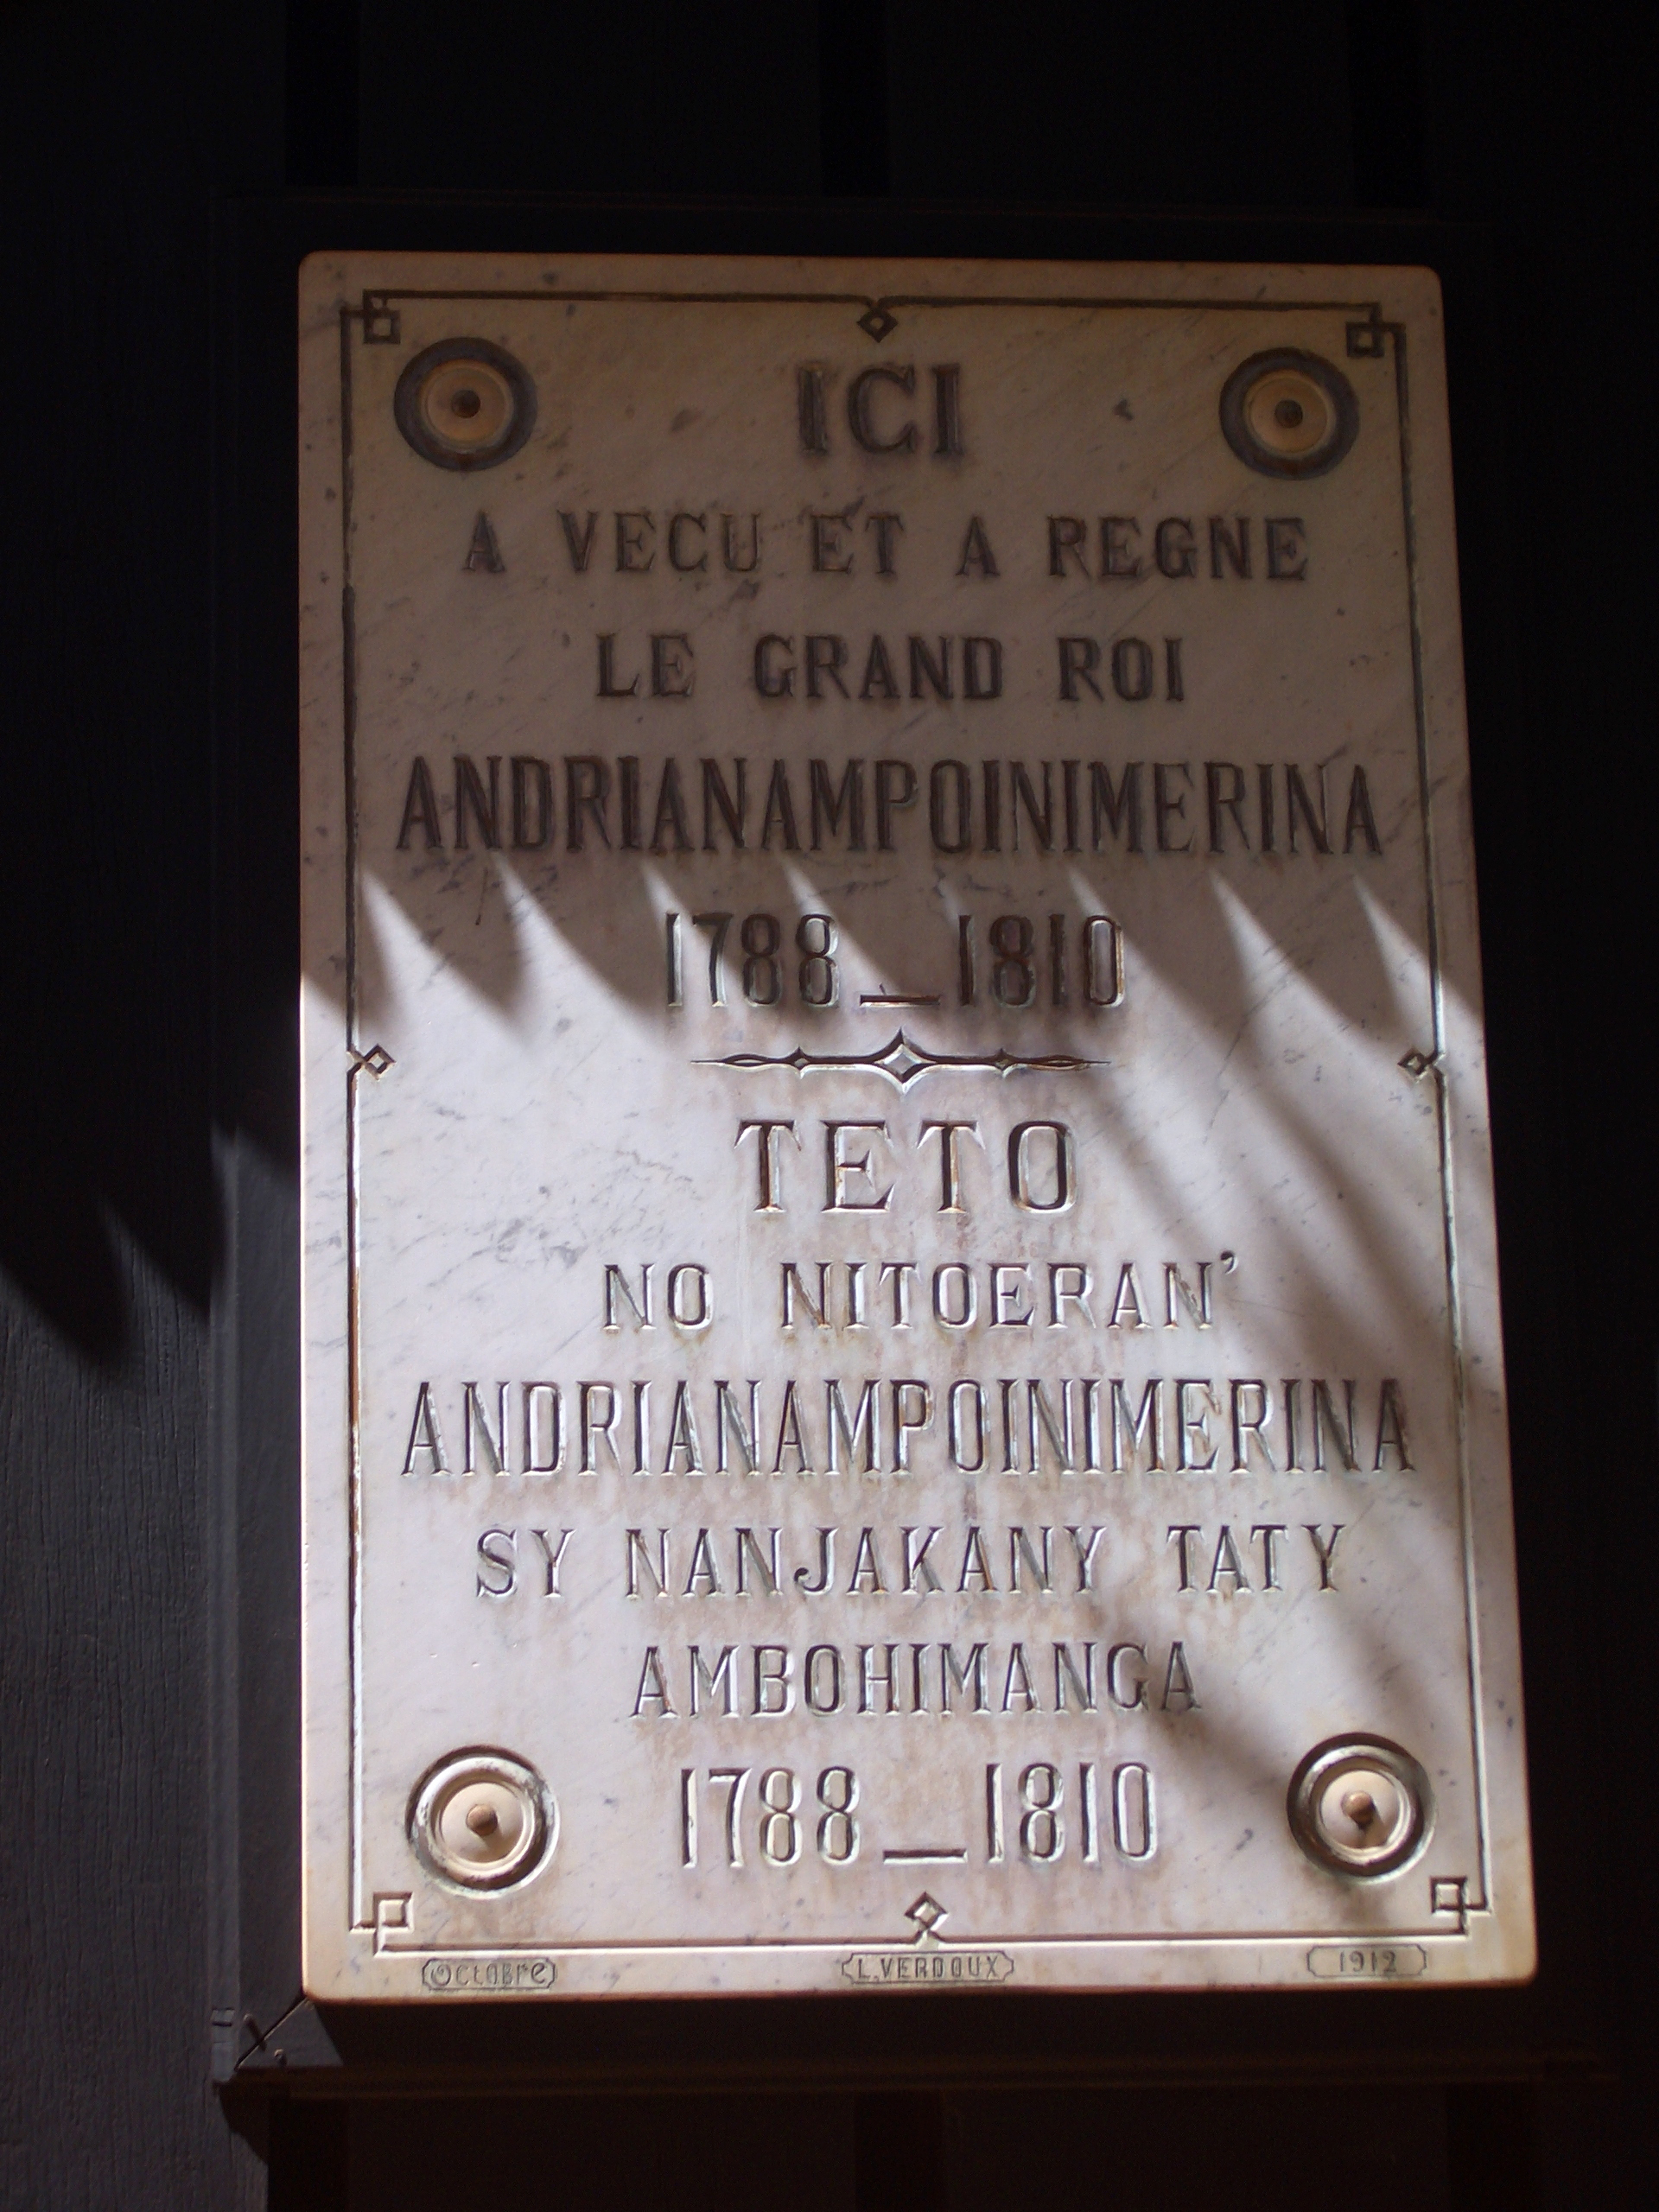 ICI
A VECU ET A REGNE
LE GRAND ROI
ANDRIANAMPOINIMERINA
1788_1810
TETO
NO NITOERAN'
ANDRIANAMPOINIMERINA
SY NANJAKANY TATY
AMBOHIMANGA
1788_1810
Octobre L.VERDOUX 1912